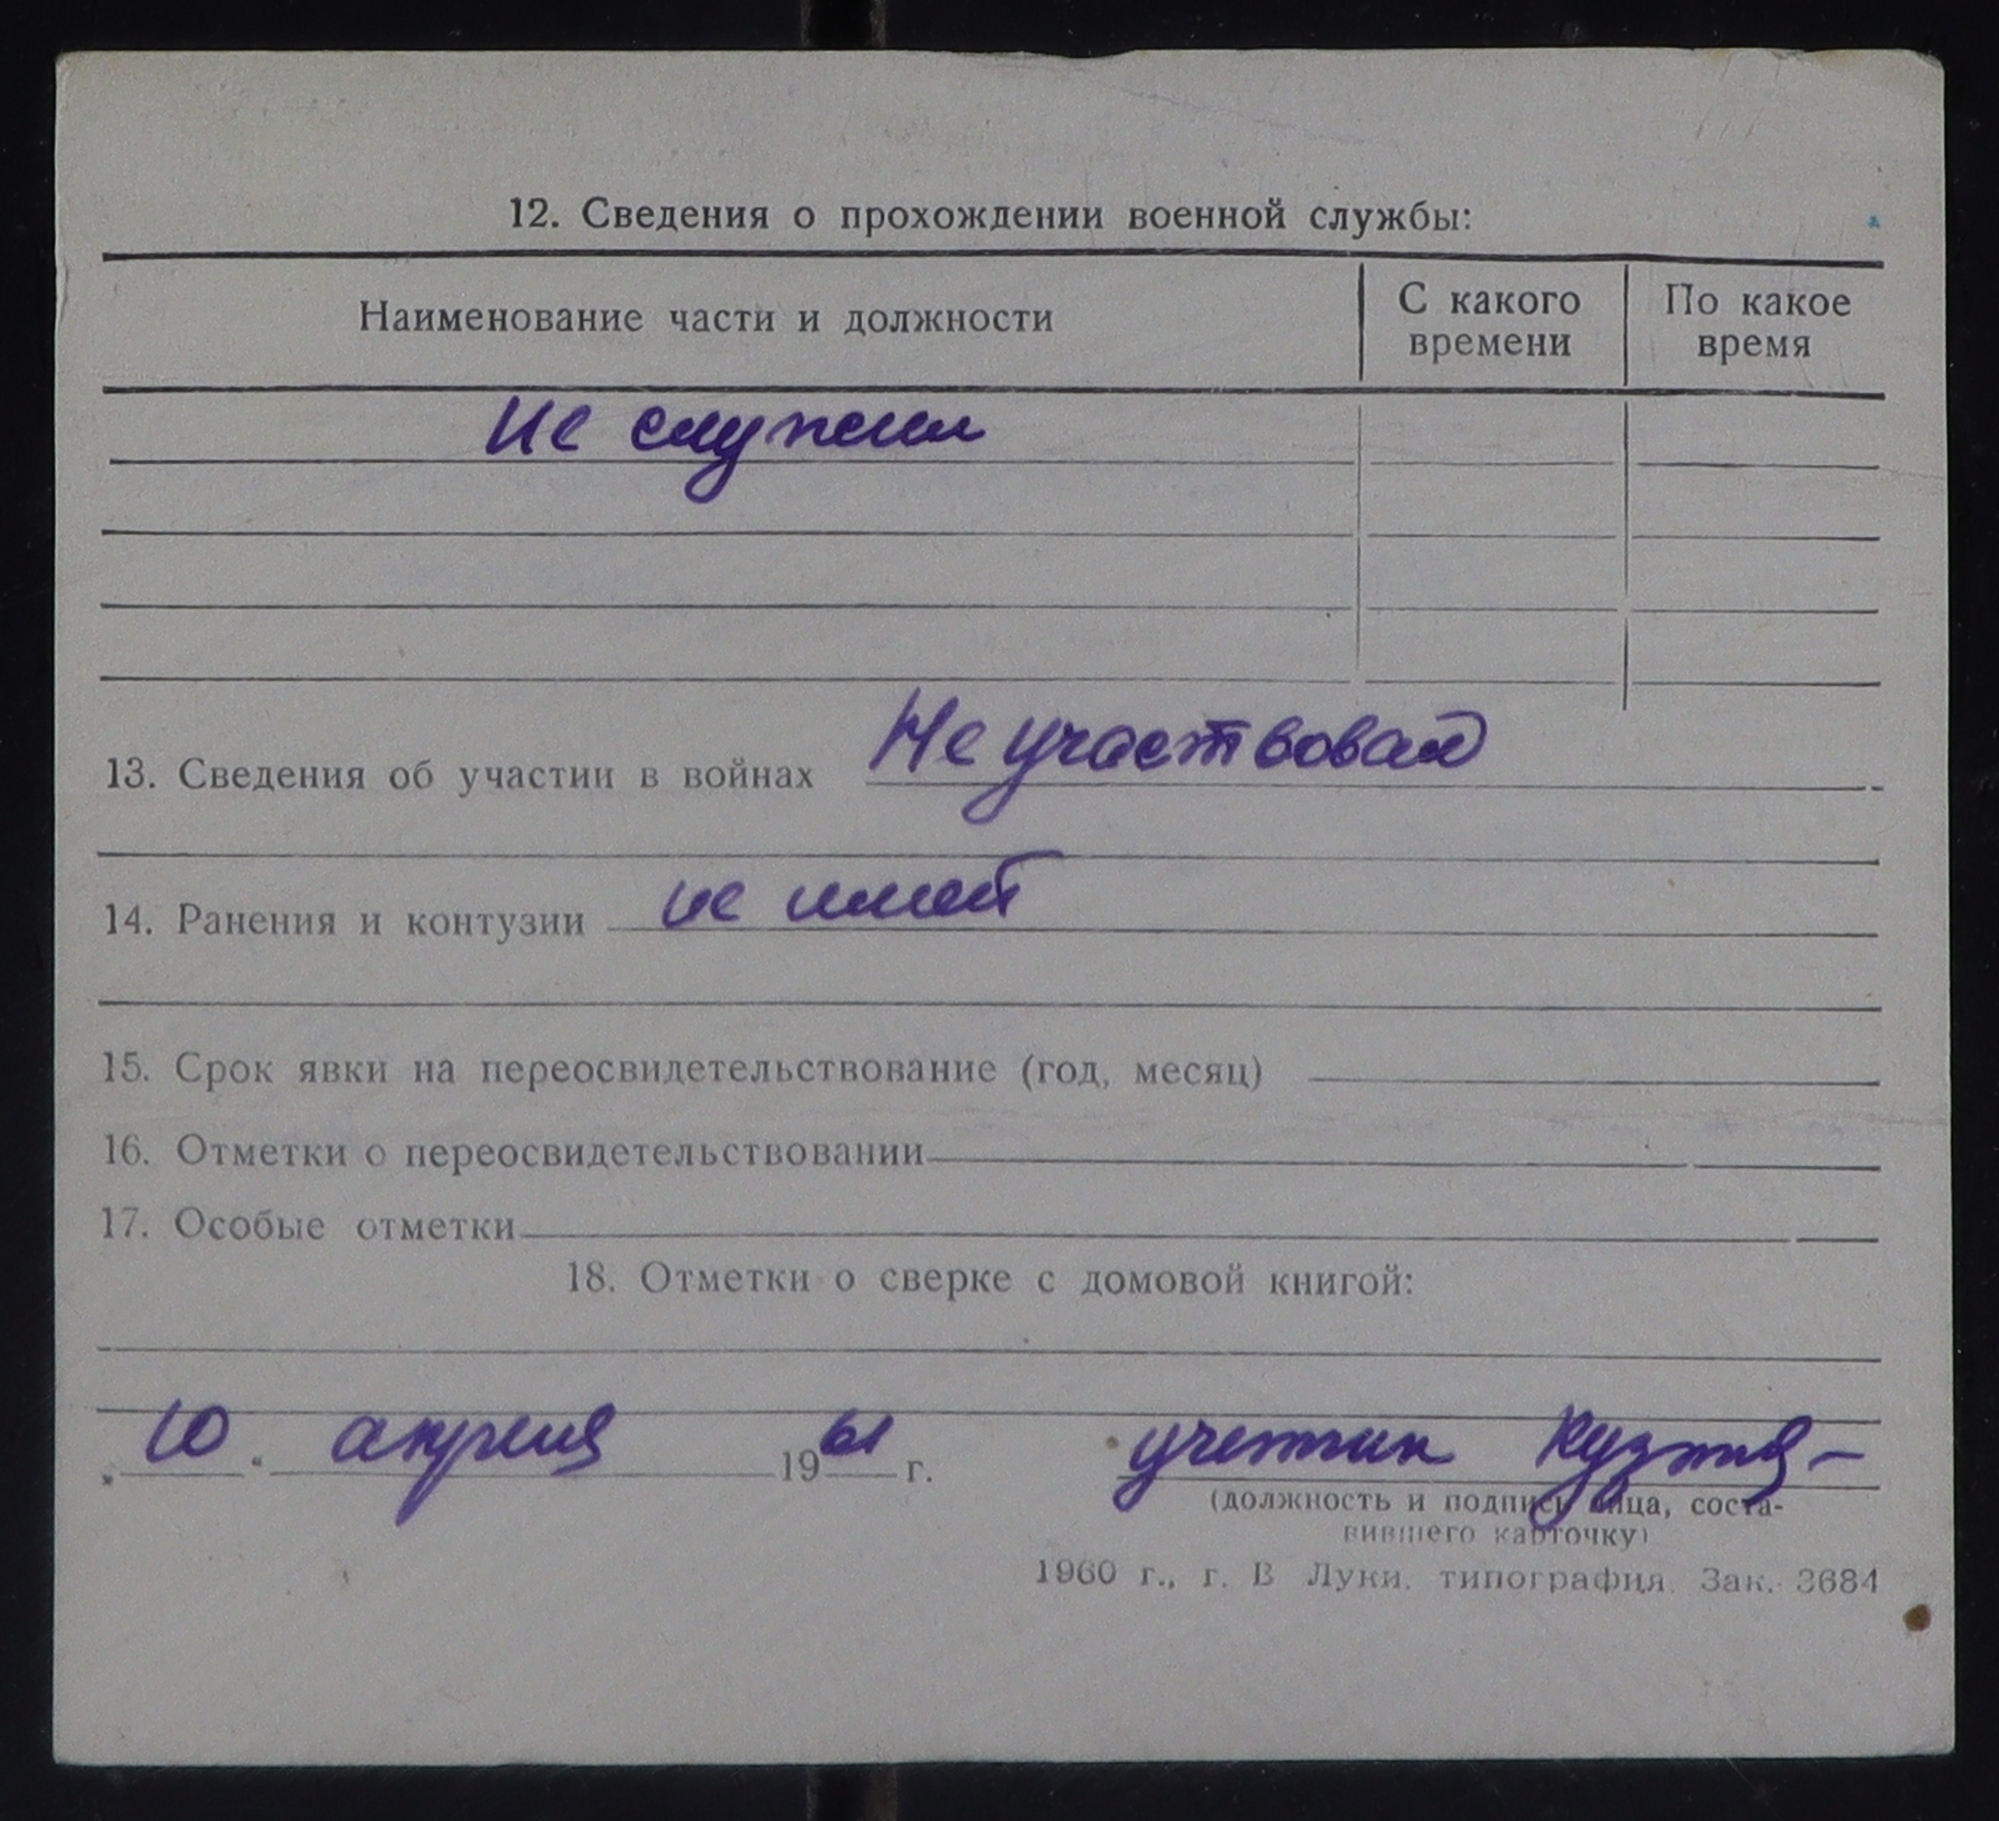 12. Сведения о прохождении военной службы:
Наименование части и должности
С какого времени
По какое время
Не служил
13. Сведения об участии в войнах Не участвовал
14. Ранения и контузии не имеет
15. Срок явки на переосвидетельствование (год, месяц)
16. Отметки о переосвидетельствовании
17. Особые отметки
18. Отметки о сверке с домовой книгой:
„10“ апреля 1961 г.
учетчик
(должность и подпись лица, соста-
вившего карточку)
1960 г., г. В Луки. типография. Зак. 3684